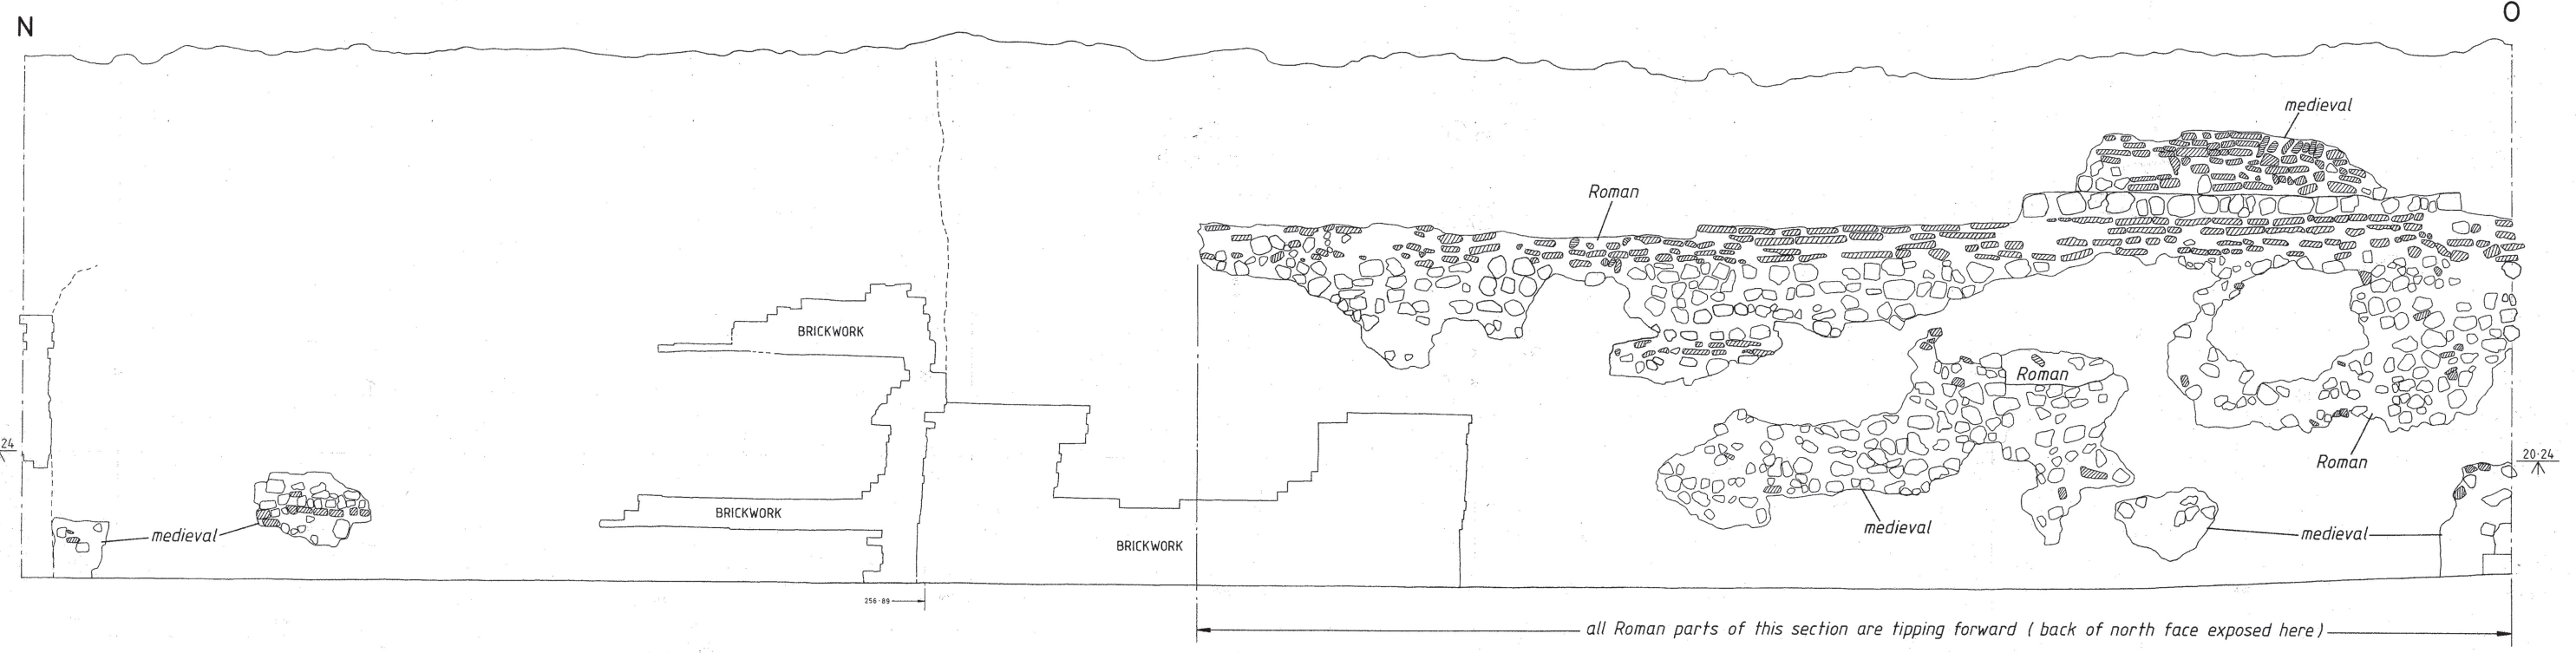 N
O
medieval
Roman
BRICKWORK
Roman
24
Roman
20·24
medieval
BRICKWORK
medieval
medieval
BRICKWORK
256·89
all Roman parts of this section are tipping forward ( back of north face exposed here )